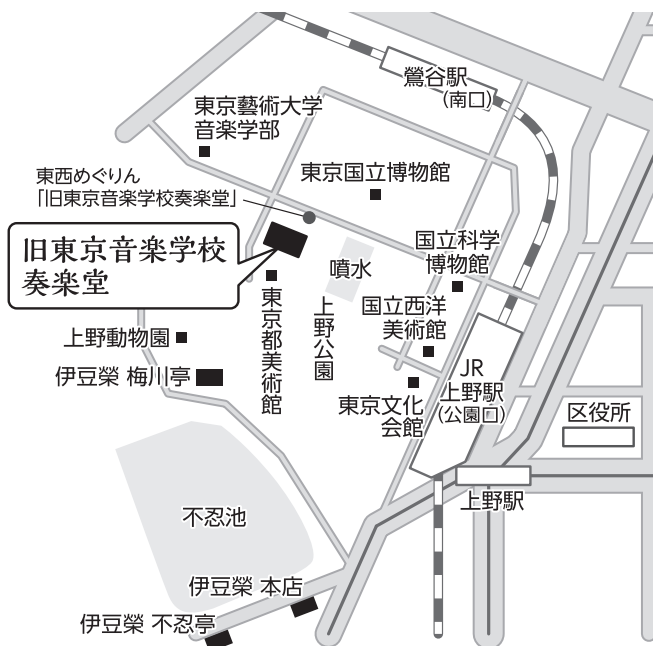 鶯谷駅
(南口)
東京藝術大学
音楽学部
東西めぐりん
「旧東京音楽学校奏楽堂」
東京国立博物館
旧東京音楽学校
奏楽堂
国立科学
博物館
噴水
東京都美術館
上野公園
国立西洋
美術館
上野動物園
伊豆榮 梅川亭
東京文化
会館
JR
上野駅
(公園口)
区役所
上野駅
不忍池
伊豆榮 本店
伊豆榮 不忍亭